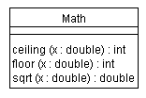 Math
ceiling (x : double) : int
floor (x : double) : int
sqrt (x : double) : double